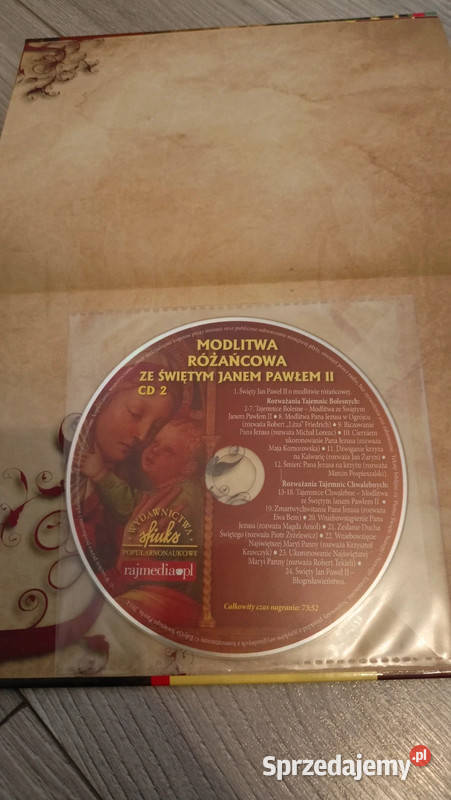 MODLITWA
RÓŻAŃCOWA
ZE ŚWIĘTYM JANEM PAWŁEM II
CD 2
1. Święty Jan Paweł II o modlitwie różańcowej
Rozważania Tajemnic Bolesnych:
2-7. Tajemnice Bolesne – Modlitwa ze Świętym
Janem Pawłem II ♦ 8. Modlitwa Pana Jezusa w Ogrojcu
(rozważa Robert „Litza" Friedrich) ♦ 9. Biczowanie
Pana Jezusa (rozważa Michał Lorenc) ♦ 10. Cierniem
ukoronowanie Pana Jezusa (rozważa
Maja Komorowska) ♦ 11. Dźwiganie krzyża
na Kalwarię (rozważa Jan Żaryn) ♦
12. Śmierć Pana Jezusa na krzyżu (rozważa
Marcin Pospieszalski)
Rozważania Tajemnic Chwalebnych:
13-18. Tajemnice Chwalebne – Modlitwa
ze Świętym Janem Pawłem II ♦
19. Zmartwychwstanie Pana Jezusa (rozważa
Ewa Bem) ♦ 20. Wniebowstąpienie Pana
Jezusa (rozważa Magda Anioł) ♦ 21. Zesłanie Ducha
Świętego (rozważa Piotr Zwieriewicz) ♦ 22. Wniebowzięcie
Najświętszej Maryi Panny (rozważa Krzysztof
Krawczyk) ♦ 23. Ukoronowanie Najświętszej
Maryi Panny (rozważa Robert Tekieli) ♦
24. Święty Jan Paweł II –
Błogosławieństwo.
Całkowity czas nagrania: 73:52
WYDAWNICTWA
sfinks
POPULARNONAUKOWE
rajmedia.pl
Sprzedajemy.pl